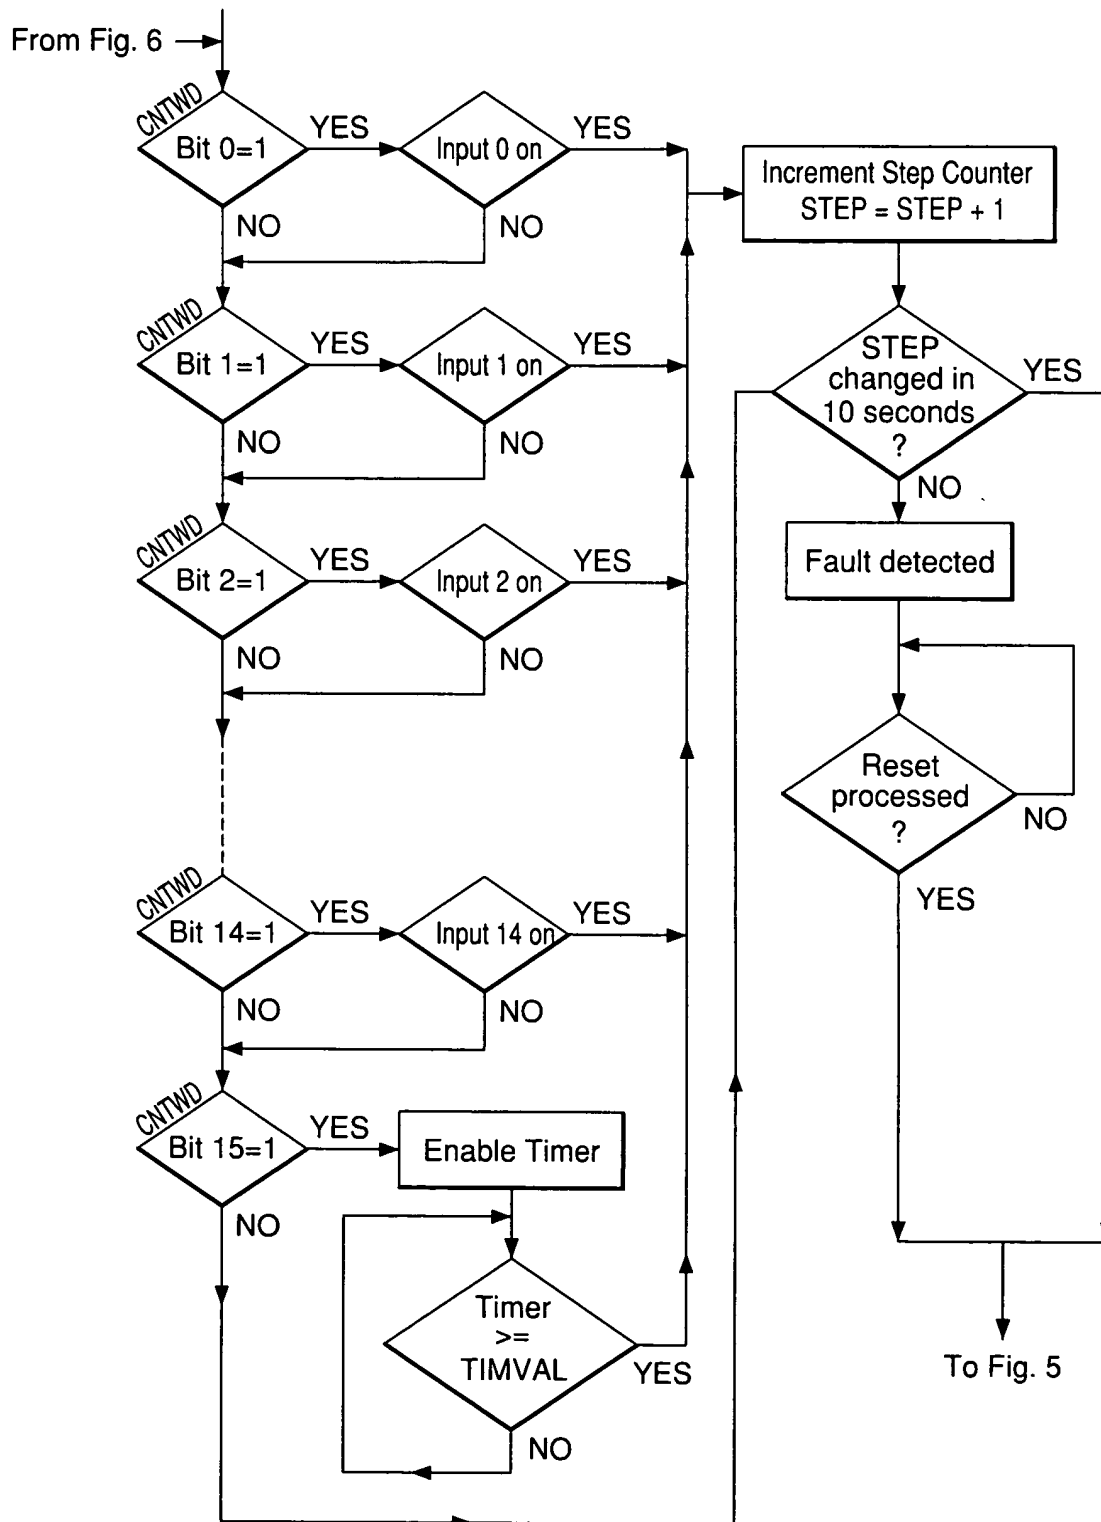 From Fig. 6
CNTWD
Bit 0=1
YES
Input 0 on
YES
NO
NO
CNTWD
Bit 1=1
YES
Input 1 on
YES
NO
NO
CNTWD
Bit 2=1
YES
Input 2 on
YES
NO
NO
CNTWD
Bit 14=1
YES
Input 14 on
YES
NO
NO
CNTWD
Bit 15=1
YES
Enable Timer
NO
Timer
>=
TIMVAL
YES
NO
Increment Step Counter
STEP = STEP + 1
STEP
changed in
10 seconds
?
YES
NO
Fault detected
Reset
processed
?
NO
YES
To Fig. 5